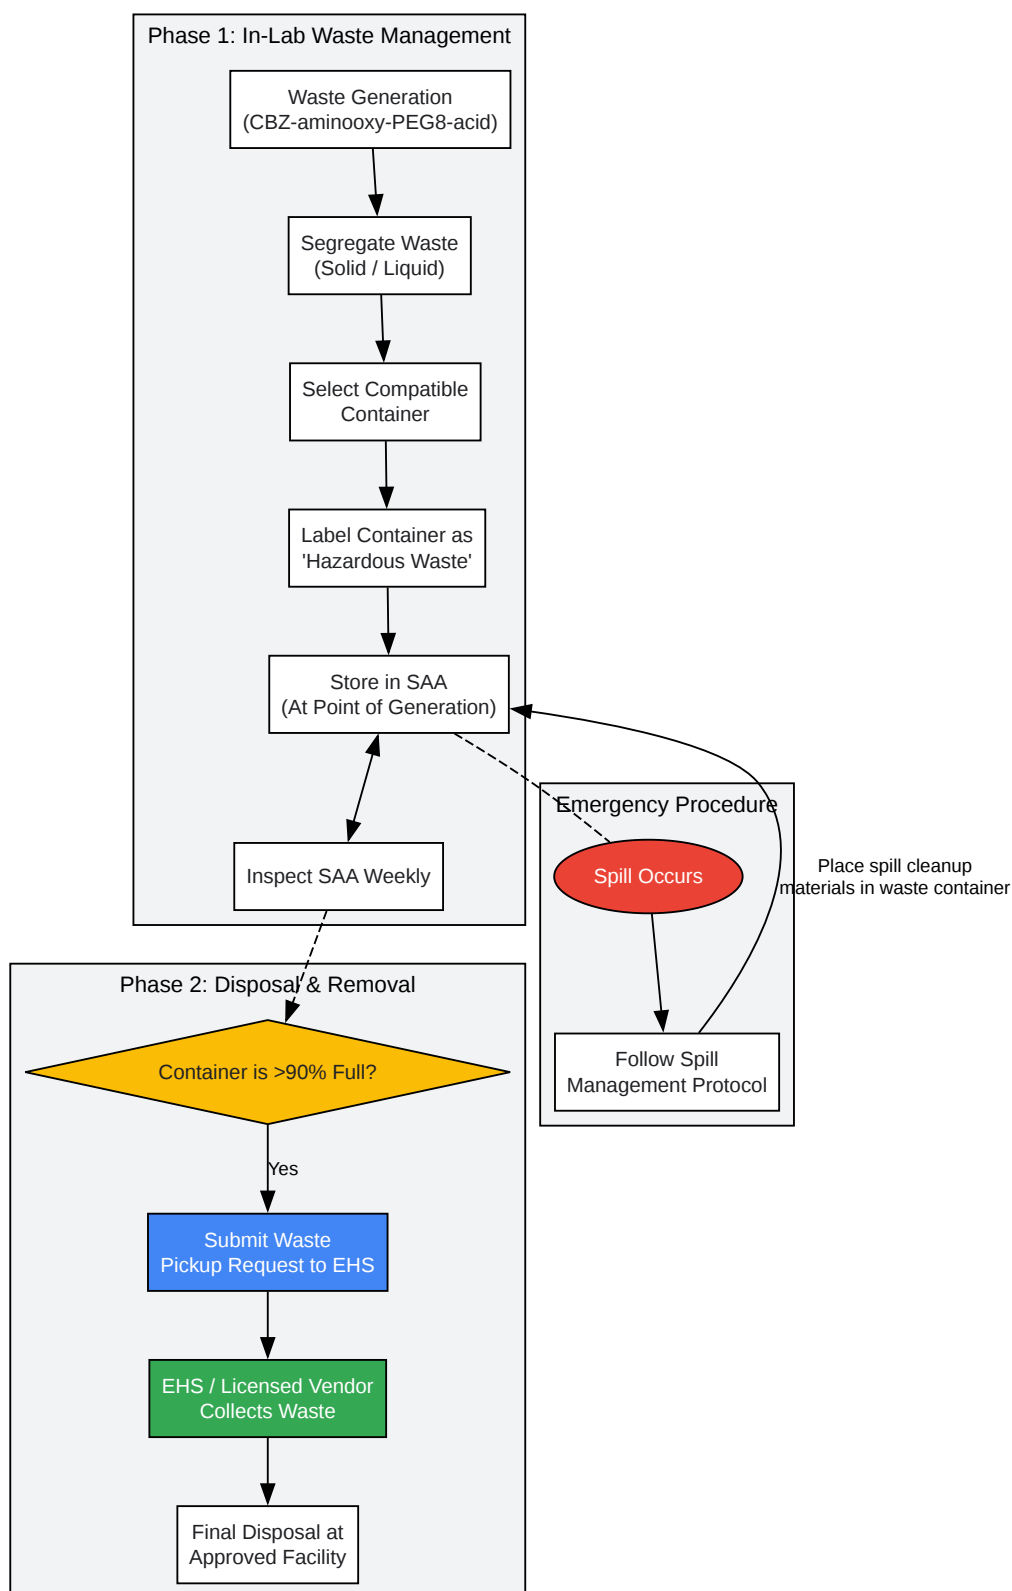 Phase 1: In-Lab Waste Management
Waste Generation
(CBZ-aminooxy-PEG8-acid)
Segregate Waste
(Solid / Liquid)
Select Compatible
Container
Label Container as
'Hazardous Waste'
Store in SAA
(At Point of Generation)
Inspect SAA Weekly
Emergency Procedure
Spill Occurs
Place spill cleanup
materials in waste container
Follow Spill
Management Protocol
Phase 2: Disposal & Removal
Container is >90% Full?
Yes
Submit Waste
Pickup Request to EHS
EHS / Licensed Vendor
Collects Waste
Final Disposal at
Approved Facility